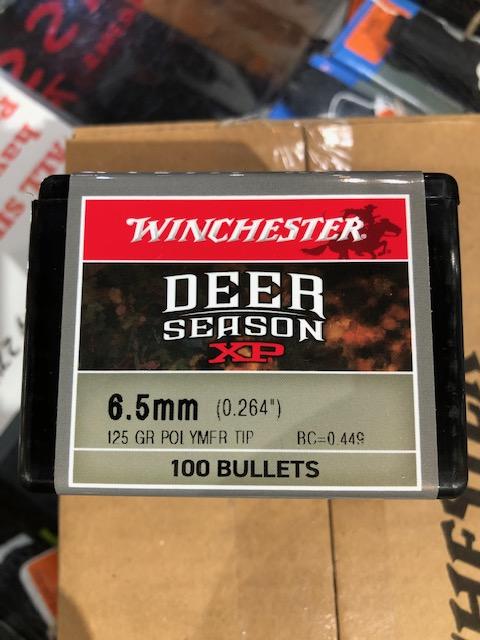 WINCHESTER
DEER
SEASON
XP
6.5mm (0.264")
125 GR POLYMER TIP BC=0.449
100 BULLETS